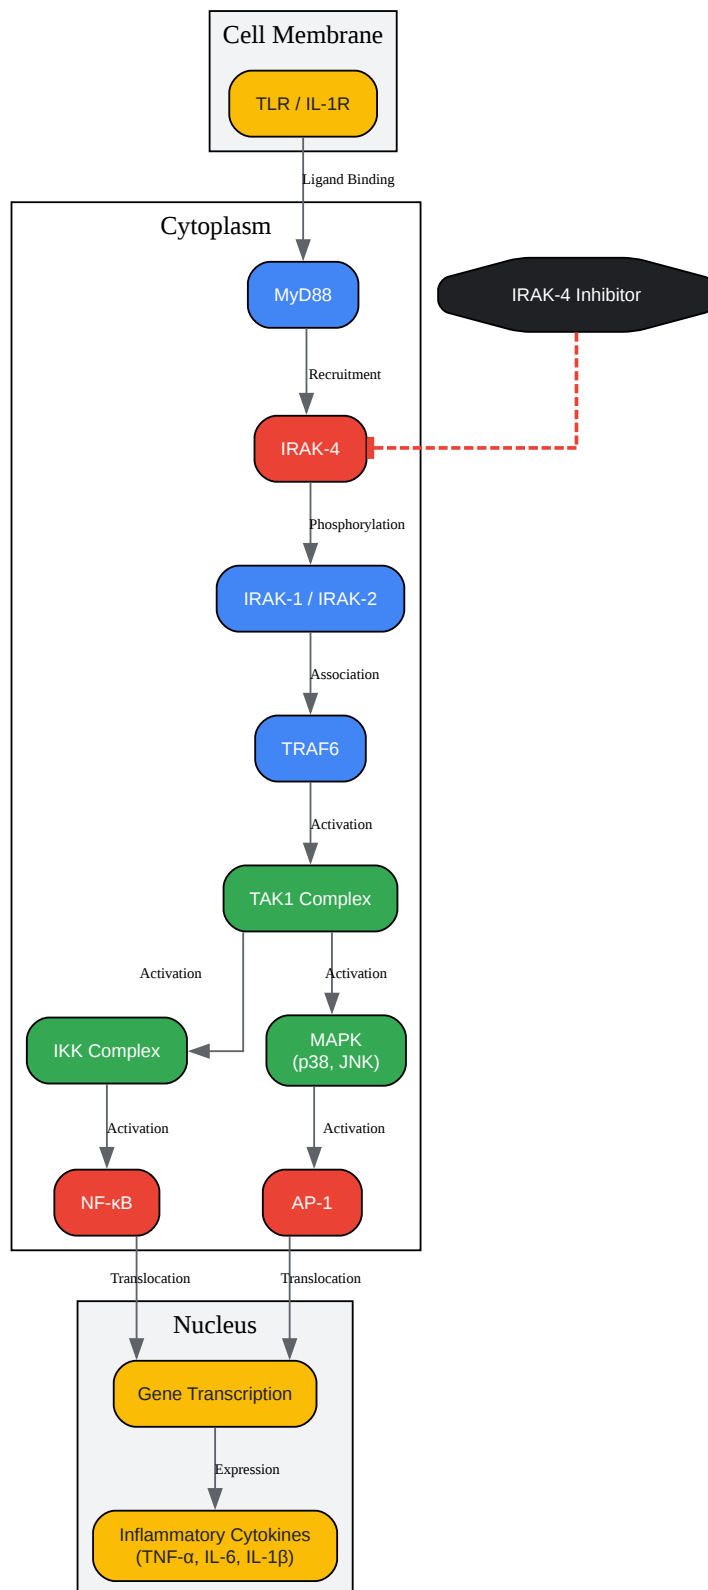 Cell Membrane
TLR / IL-1R
Ligand Binding
Cytoplasm
MyD88
IRAK-4 Inhibitor
Recruitment
IRAK-4
Phosphorylation
IRAK-1 / IRAK-2
Association
TRAF6
Activation
TAK1 Complex
Activation
Activation
IKK Complex
MAPK
(p38, JNK)
Activation
Activation
NF-κB
AP-1
Translocation
Translocation
Nucleus
Gene Transcription
Expression
Inflammatory Cytokines
(TNF-α, IL-6, IL-1β)